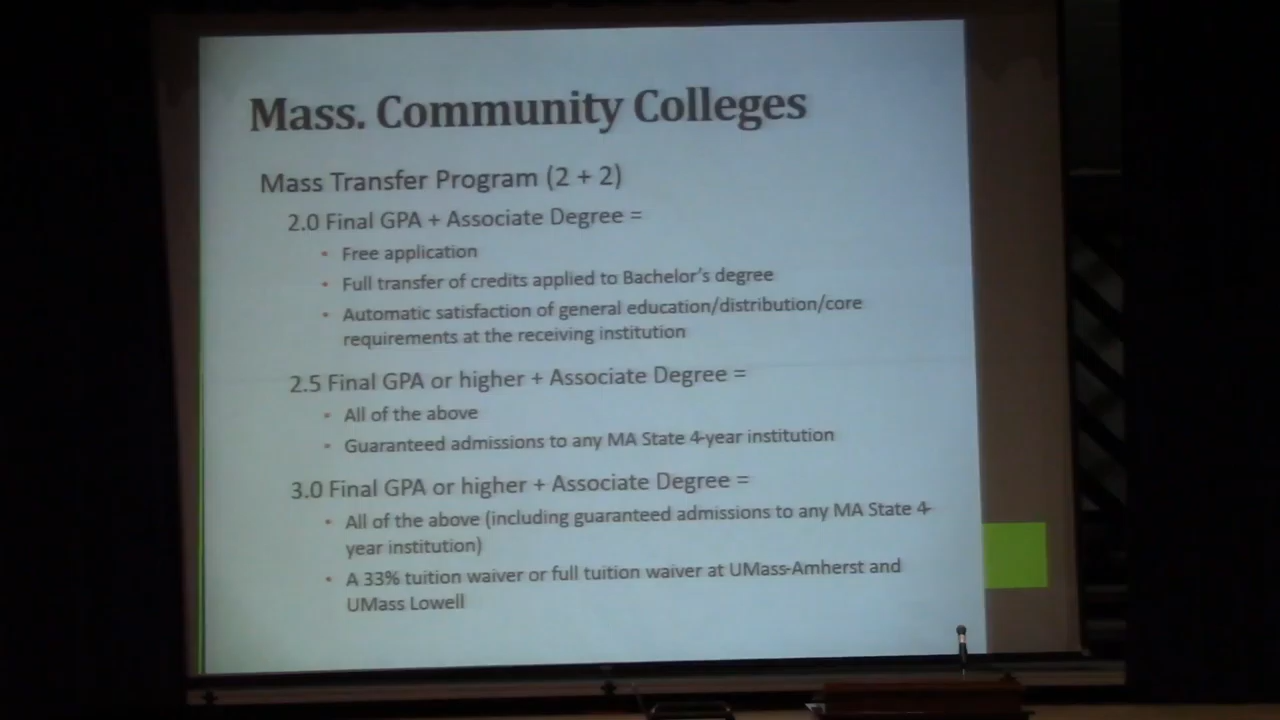 Mass. Community Colleges
Mass Transfer Program (2 + 2)
2.0 Final GPA + Associate Degree =
• Free application
• Full transfer of credits applied to Bachelor's degree
• Automatic satisfaction of general education/distribution/core
requirements at the receiving institution
2.5 Final GPA or higher + Associate Degree =
• All of the above
• Guaranteed admissions to any MA State 4-year institution
3.0 Final GPA or higher + Associate Degree =
• All of the above (including guaranteed admissions to any MA State 4-
year institution)
• A 33% tuition waiver or full tuition waiver at UMass-Amherst and
UMass Lowell